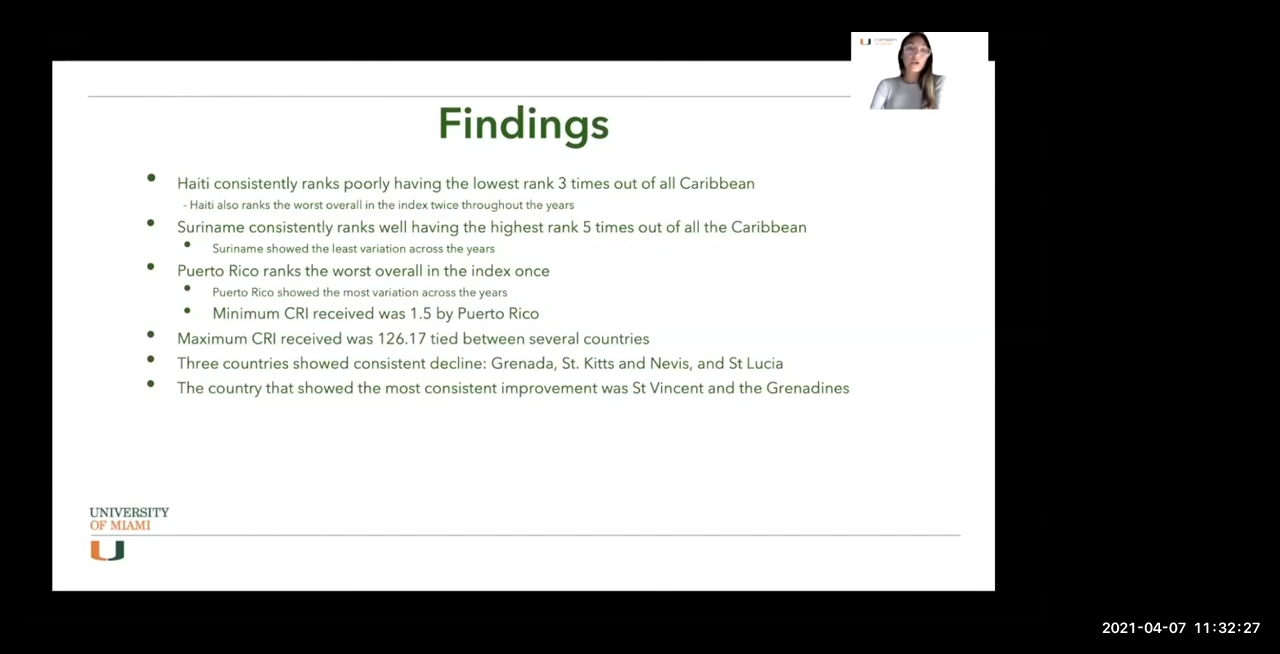 Findings
• Haiti consistently ranks poorly having the lowest rank 3 times out of all Caribbean
- Haiti also ranks the worst overall in the index twice throughout the years
• Suriname consistently ranks well having the highest rank 5 times out of all the Caribbean
• Suriname showed the least variation across the years
• Puerto Rico ranks the worst overall in the index once
• Puerto Rico showed the most variation across the years
• Minimum CRI received was 1.5 by Puerto Rico
• Maximum CRI received was 126.17 tied between several countries
• Three countries showed consistent decline: Grenada, St. Kitts and Nevis, and St Lucia
• The country that showed the most consistent improvement was St Vincent and the Grenadines
UNIVERSITY
OF MIAMI
2021-04-07 11:32:27